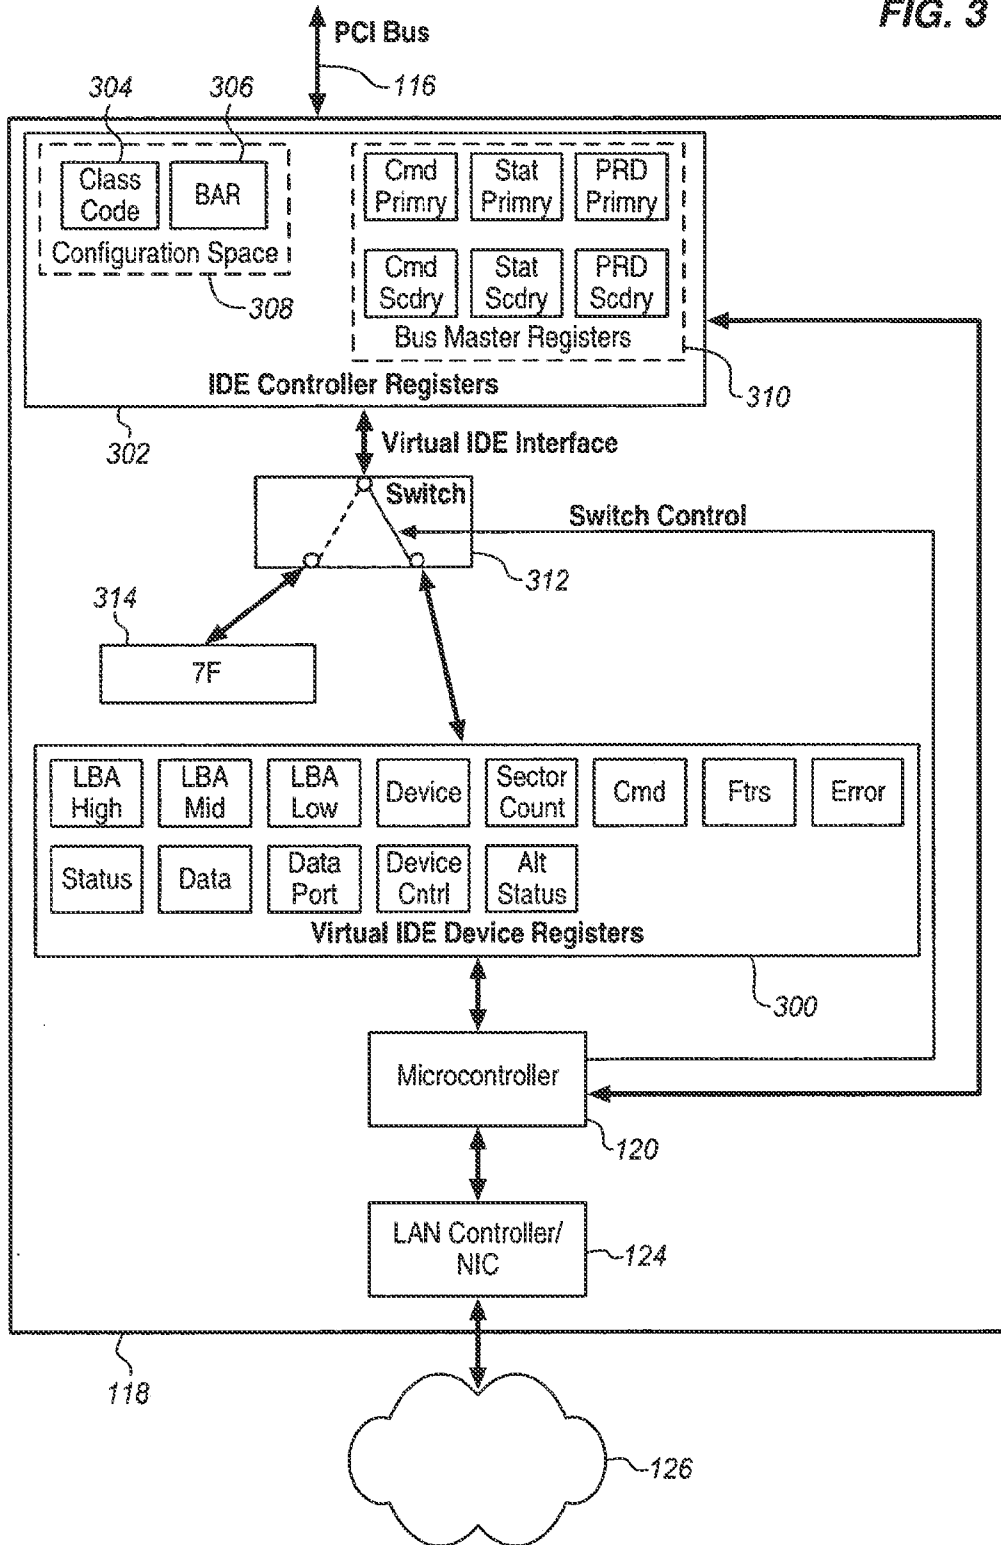 FIG. 3
PCI Bus
116
304
306
Class
Code
BAR
Configuration Space
308
Cmd
Primry
Stat
Primry
PRD
Primry
Cmd
Scdry
Stat
Scdry
PRD
Scdry
Bus Master Registers
310
IDE Controller Registers
302
Virtual IDE Interface
Switch
Switch Control
312
314
7F
LBA
High
LBA
Mid
LBA
Low
Device
Sector
Count
Cmd
Ftrs
Error
Status
Data
Data
Port
Device
Cntrl
Alt
Status
Virtual IDE Device Registers
300
Microcontroller
120
LAN Controller/
NIC
124
118
126